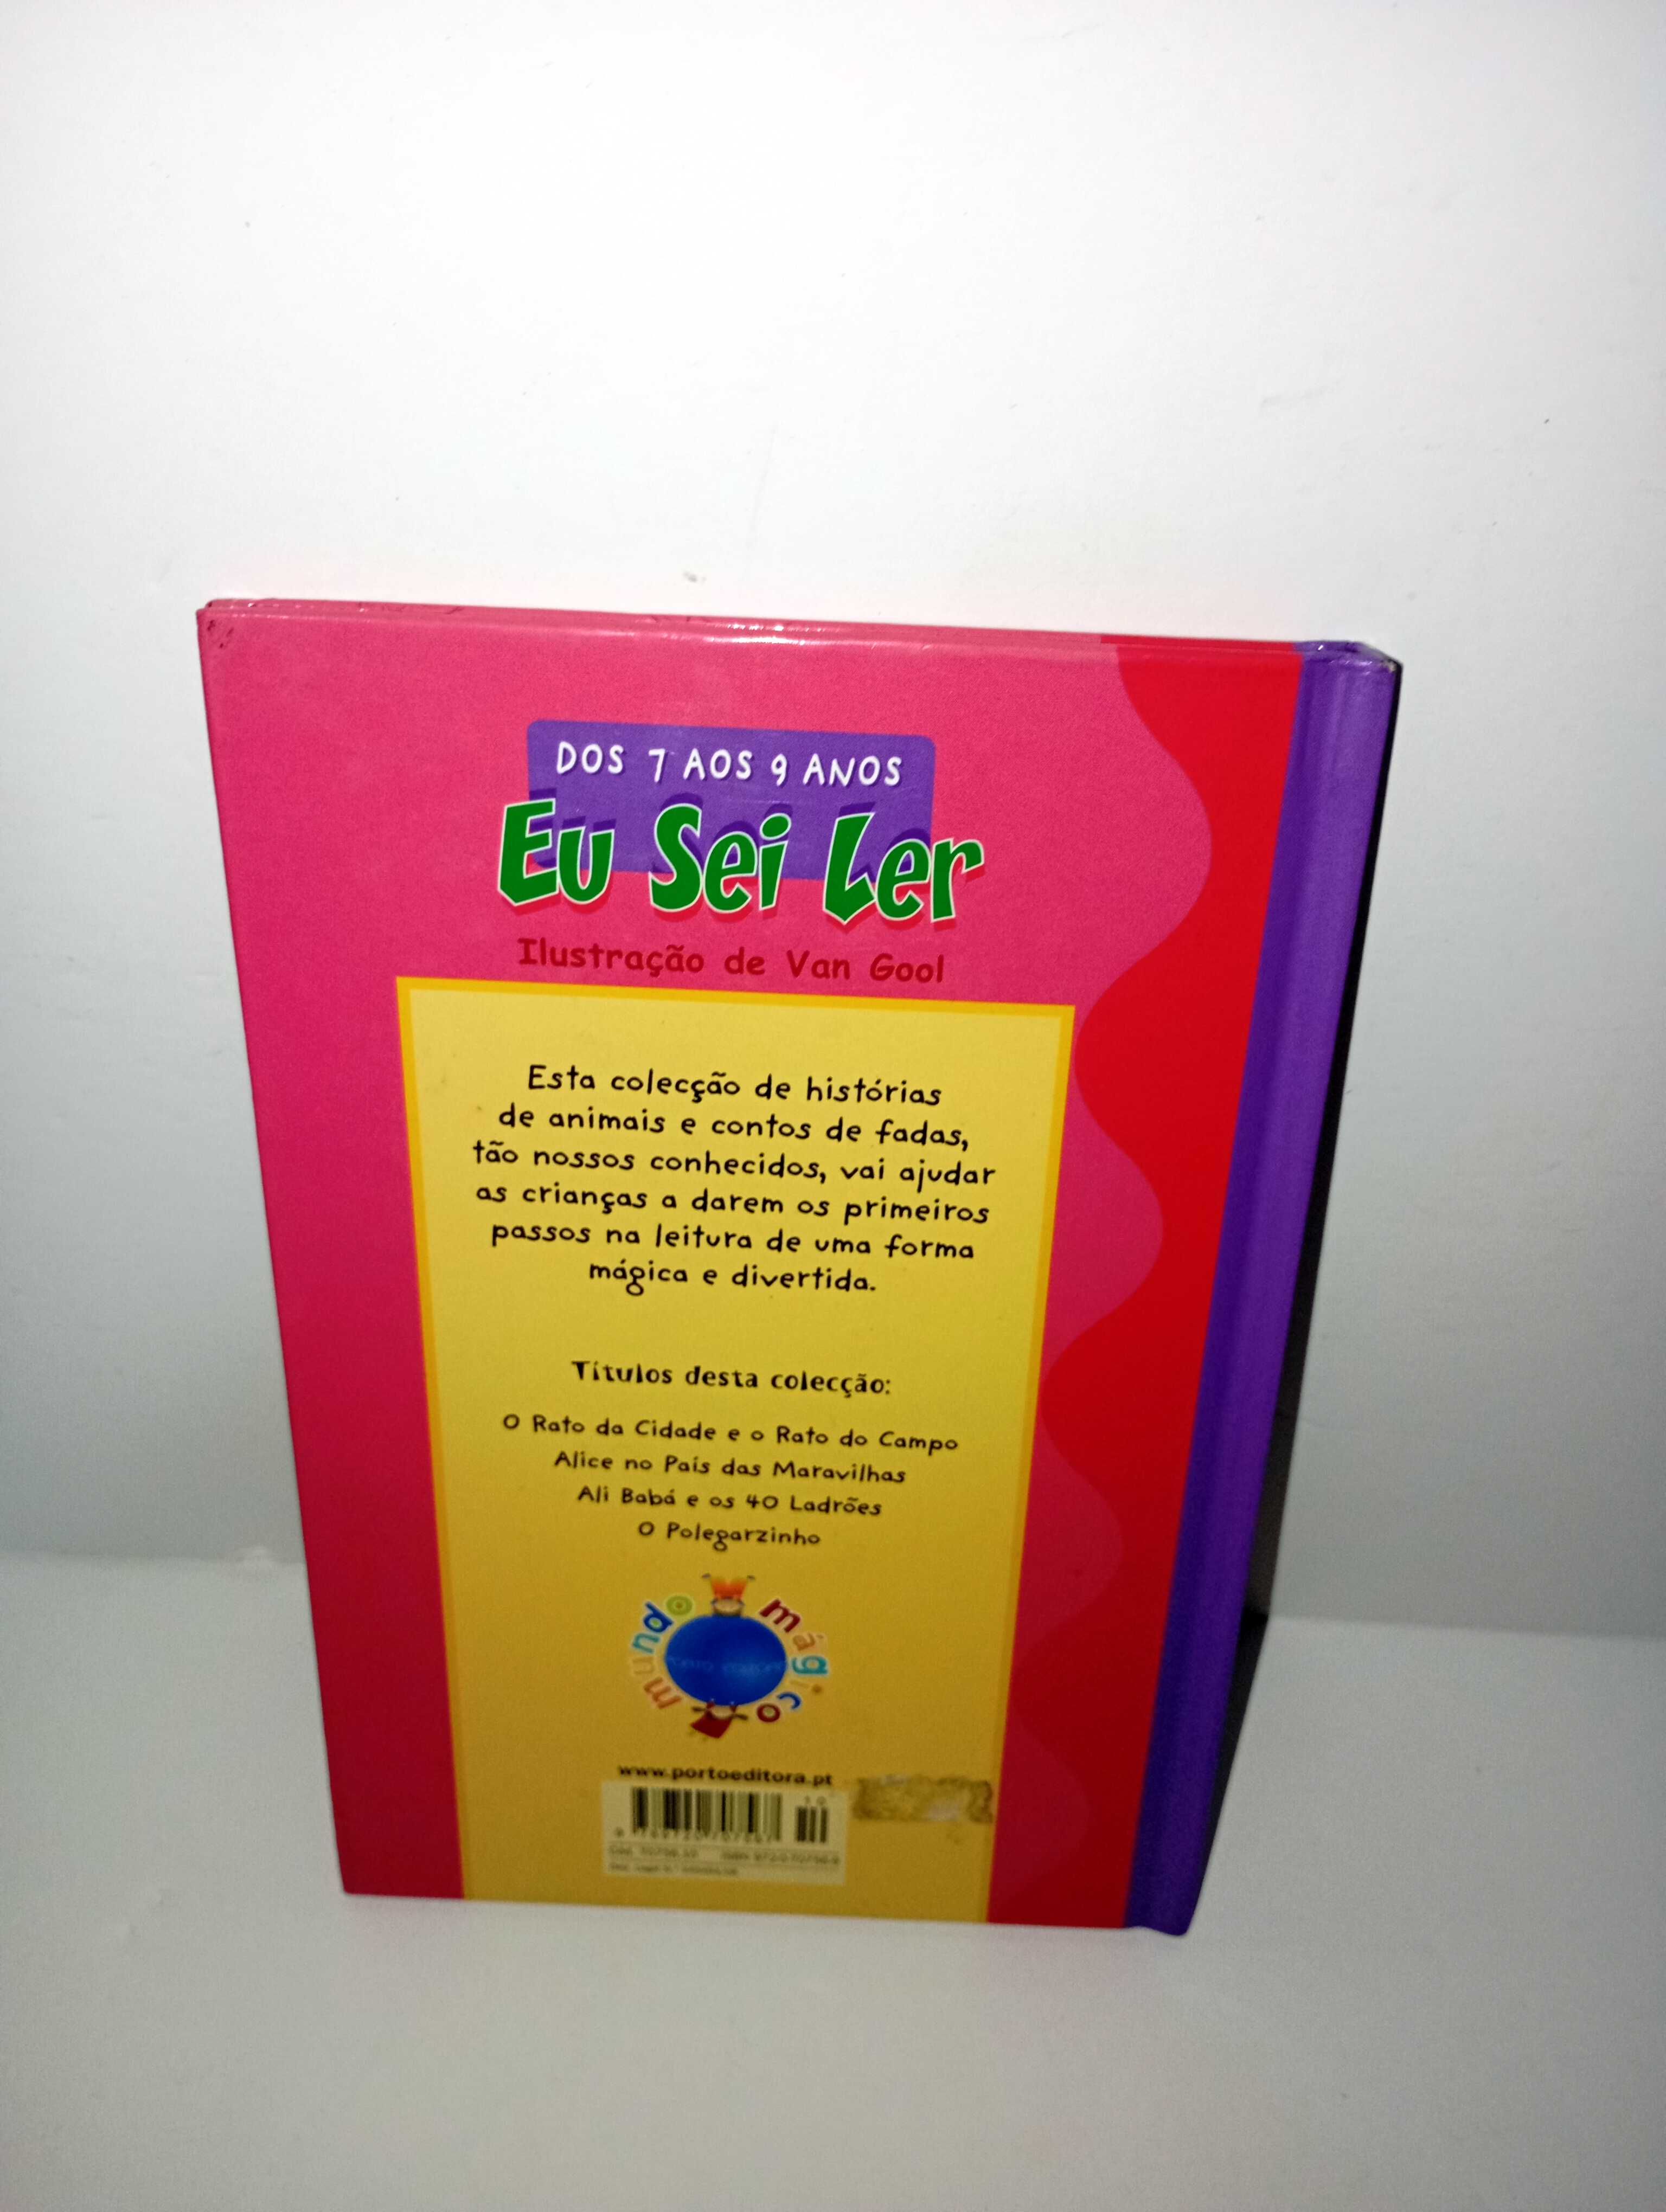 DOS 7 AOS 9 ANOS
Eu Sei Ler
Ilustração de Van Gool
Esta colecção de histórias
de animais e contos de fadas,
tão nossos conhecidos, vai ajudar
as crianças a darem os primeiros
passos na leitura de uma forma
mágica e divertida.
Títulos desta colecção:
O Rato da Cidade e o Rato do Campo
Alice no País das Maravilhas
Ali Babá e os 40 Ladrões
O Polegarzinho
mundo mágico
www.portoeditora.pt